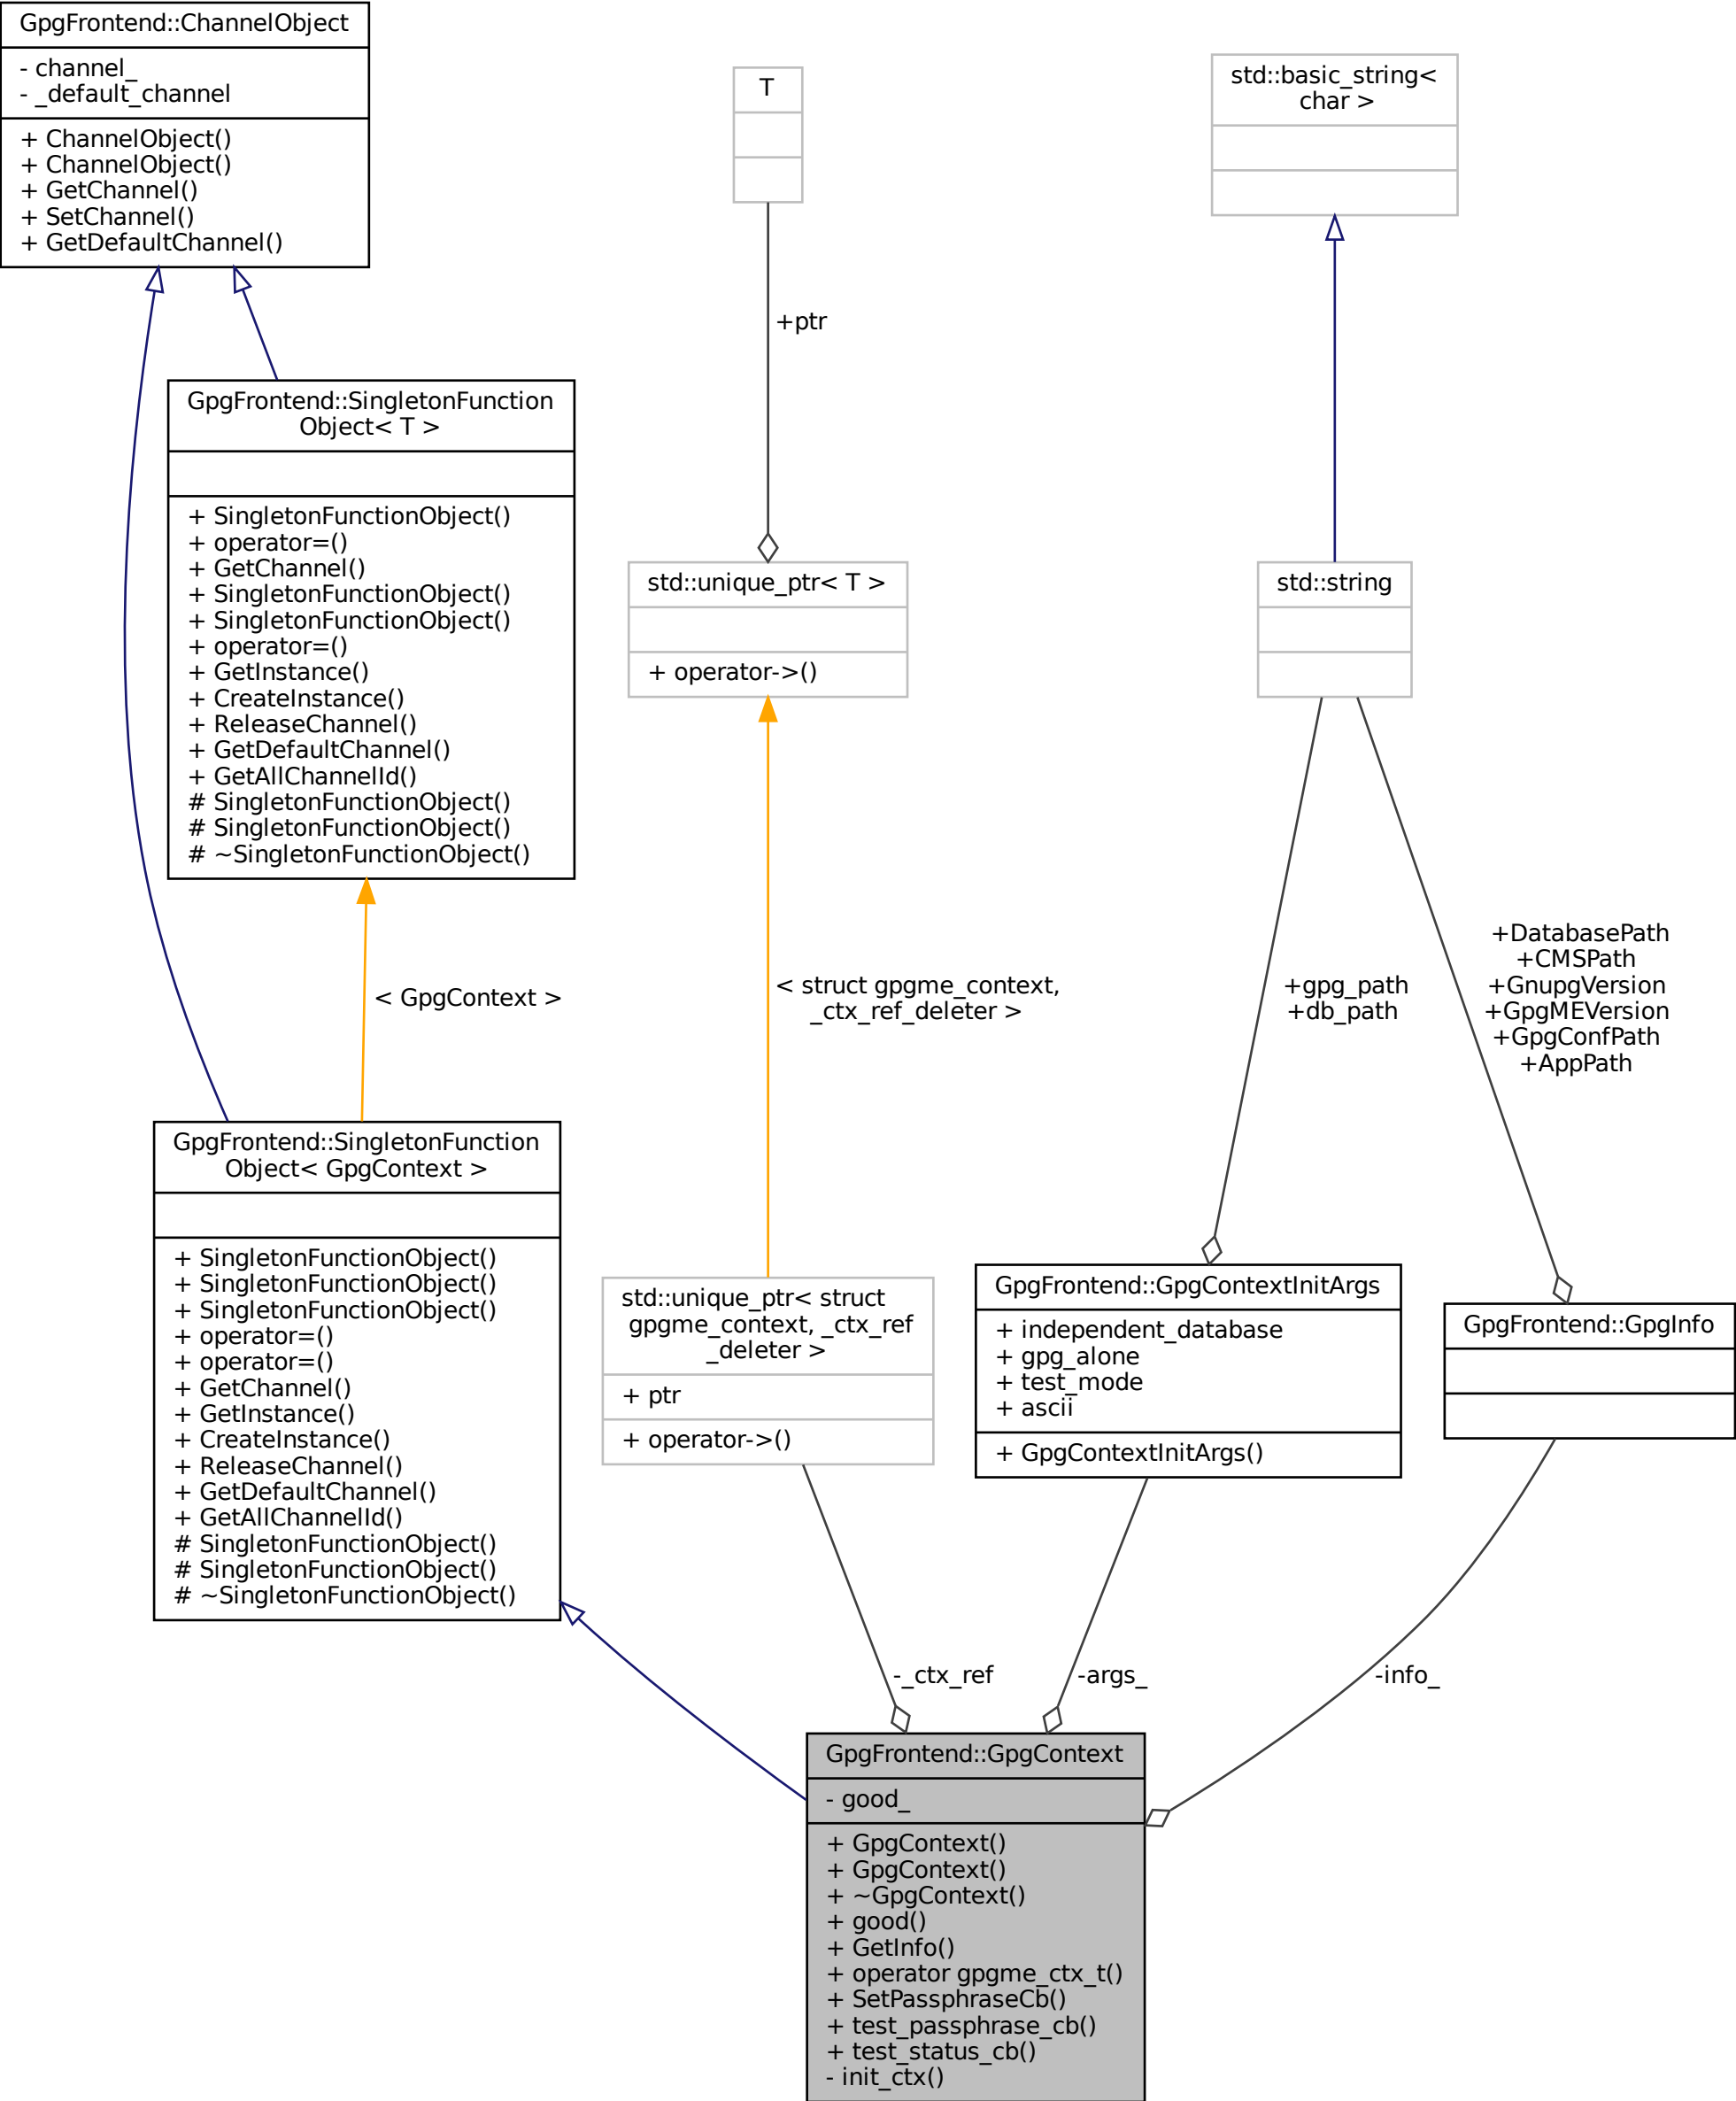 GpgFrontend::ChannelObject
- channel_
- _default_channel
+ ChannelObject()
+ ChannelObject()
+ GetChannel()
+ SetChannel()
+ GetDefaultChannel()
T
std::basic_string<
char >
+ptr
GpgFrontend::SingletonFunction
Object< T >
+ SingletonFunctionObject()
+ operator=()
+ GetChannel()
+ SingletonFunctionObject()
+ SingletonFunctionObject()
+ operator=()
+ GetInstance()
+ CreateInstance()
+ ReleaseChannel()
+ GetDefaultChannel()
+ GetAllChannelId()
# SingletonFunctionObject()
# SingletonFunctionObject()
# ~SingletonFunctionObject()
std::unique_ptr< T >
+ operator->()
std::string
< GpgContext >
< struct gpgme_context,
_ctx_ref_deleter >
+gpg_path
+db_path
+DatabasePath
+CMSPath
+GnupgVersion
+GpgMEVersion
+GpgConfPath
+AppPath
GpgFrontend::SingletonFunction
Object< GpgContext >
+ SingletonFunctionObject()
+ SingletonFunctionObject()
+ SingletonFunctionObject()
+ operator=()
+ operator=()
+ GetChannel()
+ GetInstance()
+ CreateInstance()
+ ReleaseChannel()
+ GetDefaultChannel()
+ GetAllChannelId()
# SingletonFunctionObject()
# SingletonFunctionObject()
# ~SingletonFunctionObject()
std::unique_ptr< struct
gpgme_context, _ctx_ref
_deleter >
+ ptr
+ operator->()
GpgFrontend::GpgContextInitArgs
+ independent_database
+ gpg_alone
+ test_mode
+ ascii
+ GpgContextInitArgs()
GpgFrontend::GpgInfo
-_ctx_ref
-args_
-info_
GpgFrontend::GpgContext
- good_
+ GpgContext()
+ GpgContext()
+ ~GpgContext()
+ good()
+ GetInfo()
+ operator gpgme_ctx_t()
+ SetPassphraseCb()
+ test_passphrase_cb()
+ test_status_cb()
- init_ctx()